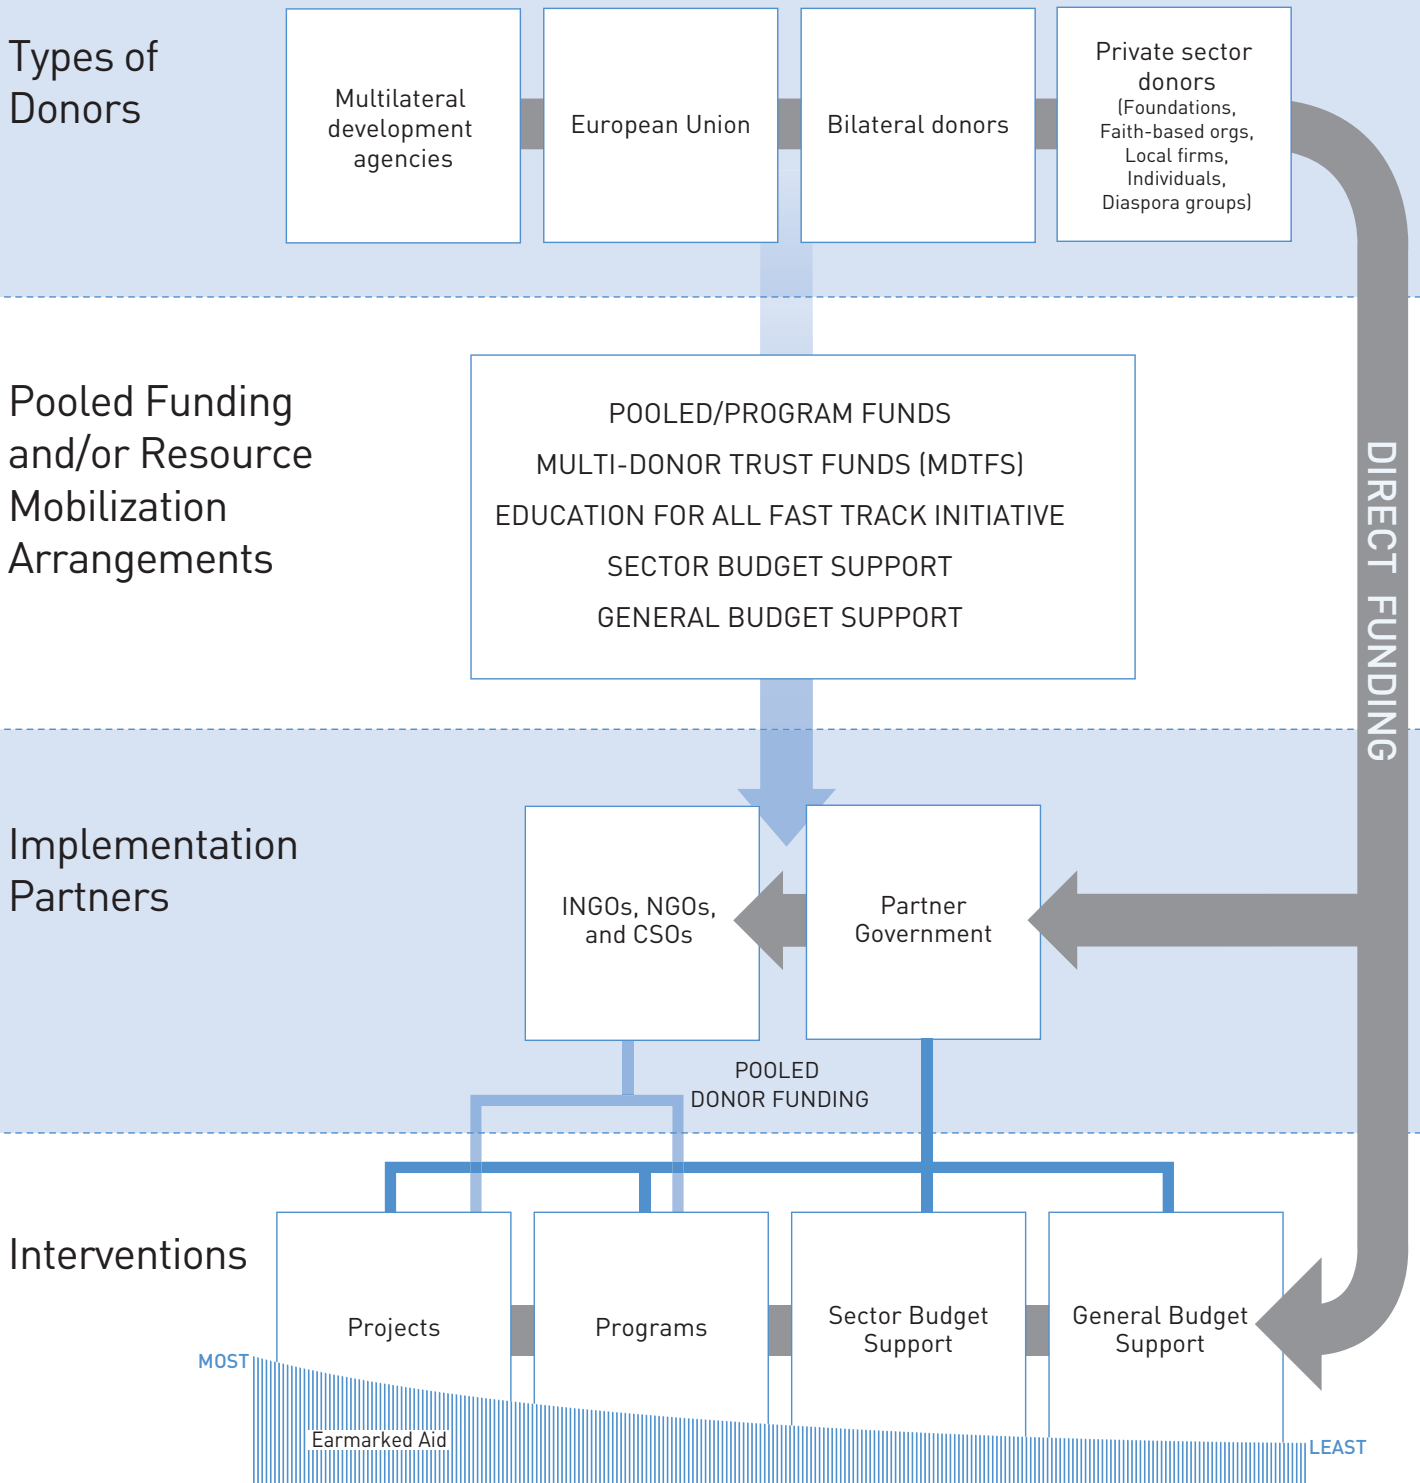 Types of
Donors
Multilateral
development
agencies
European Union
Bilateral donors
Private sector
donors
(Foundations,
Faith-based orgs,
Local firms,
Individuals,
Diaspora groups)
Pooled Funding
and/or Resource
Mobilization
Arrangements
POOLED/PROGRAM FUNDS
MULTI-DONOR TRUST FUNDS (MDTFS)
EDUCATION FOR ALL FAST TRACK INITIATIVE
SECTOR BUDGET SUPPORT
GENERAL BUDGET SUPPORT
DIRECT FUNDING
Implementation
Partners
INGOs, NGOs,
and CSOs
Partner
Government
POOLED
DONOR FUNDING
Interventions
Projects
Programs
Sector Budget
Support
General Budget
Support
MOST
Earmarked Aid
LEAST